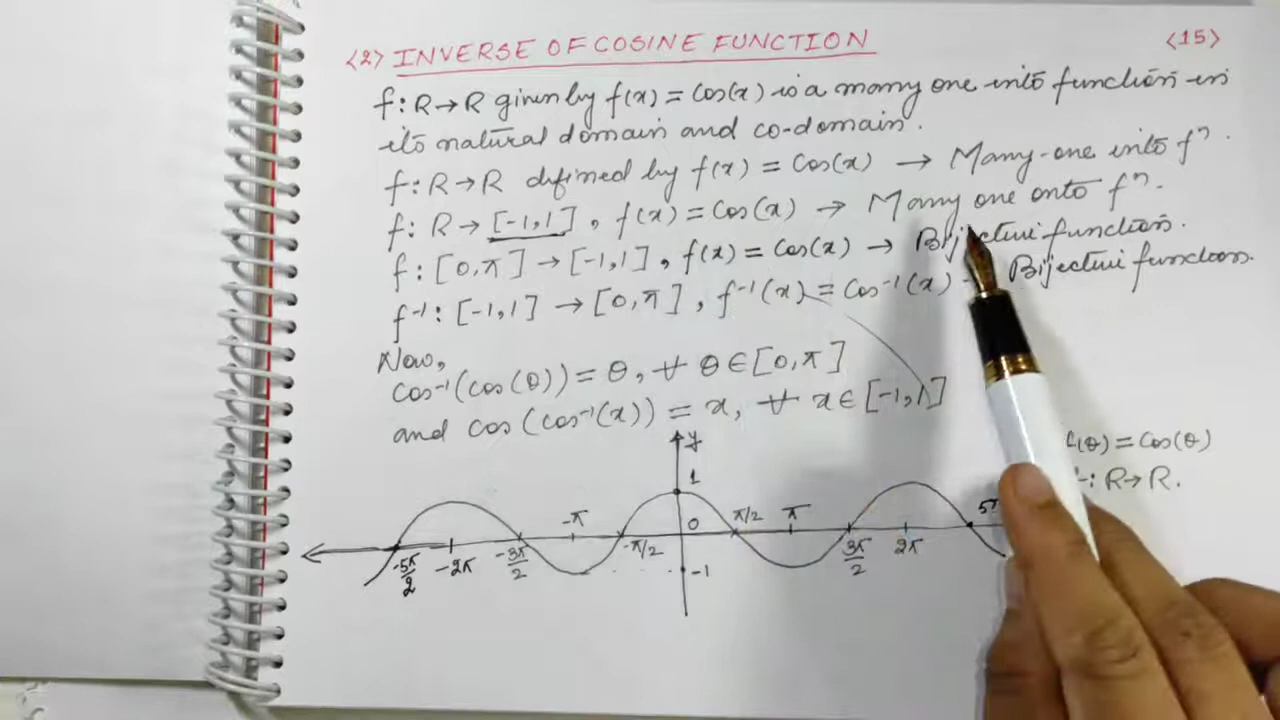 <2> INVERSE OF COSINE FUNCTION
<15>
f: R→R given by f(x) = Cos(x) is a many one into function in
its natural domain and co-domain.
f: R→R defined by f(x) = Cos(x) → Many-one into fⁿ.
f: R→[-1,1], f(x) = Cos(x) → Many one onto fⁿ.
f: [0,π]→[-1,1], f(x) = Cos(x) → Bijective function.
f⁻¹: [-1,1] → [0,π], f⁻¹(x) = Cos⁻¹(x) Bijective function.
Now,
Cos⁻¹(Cos(θ)) = θ, ∀ θ∈[0,π]
and Cos(Cos⁻¹(x)) = x, ∀ x∈[-1,1]
(θ) = Cos(θ)
: R→R.
y
1
0
-1
-5π/2
-2π
-3π/2
-π
-π/2
π/2
π
3π/2
2π